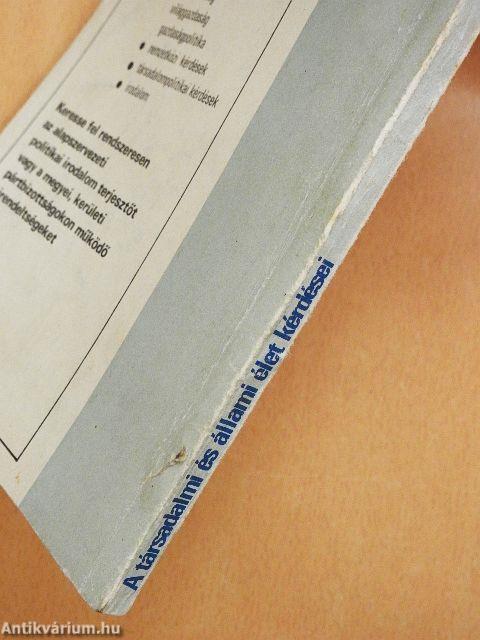 világgazdaság
gazdaságpolitika
• nemzetközi kérdések
• társadalompolitikai kérdések
• irodalom
Keresse fel rendszeresen
az alapszervezeti
politikai irodalom terjesztőt
vagy a megyei, kerületi
pártbizottságokon működő
kirendeltségeket
A társadalmi és állami élet kérdései
Antikvárium.hu